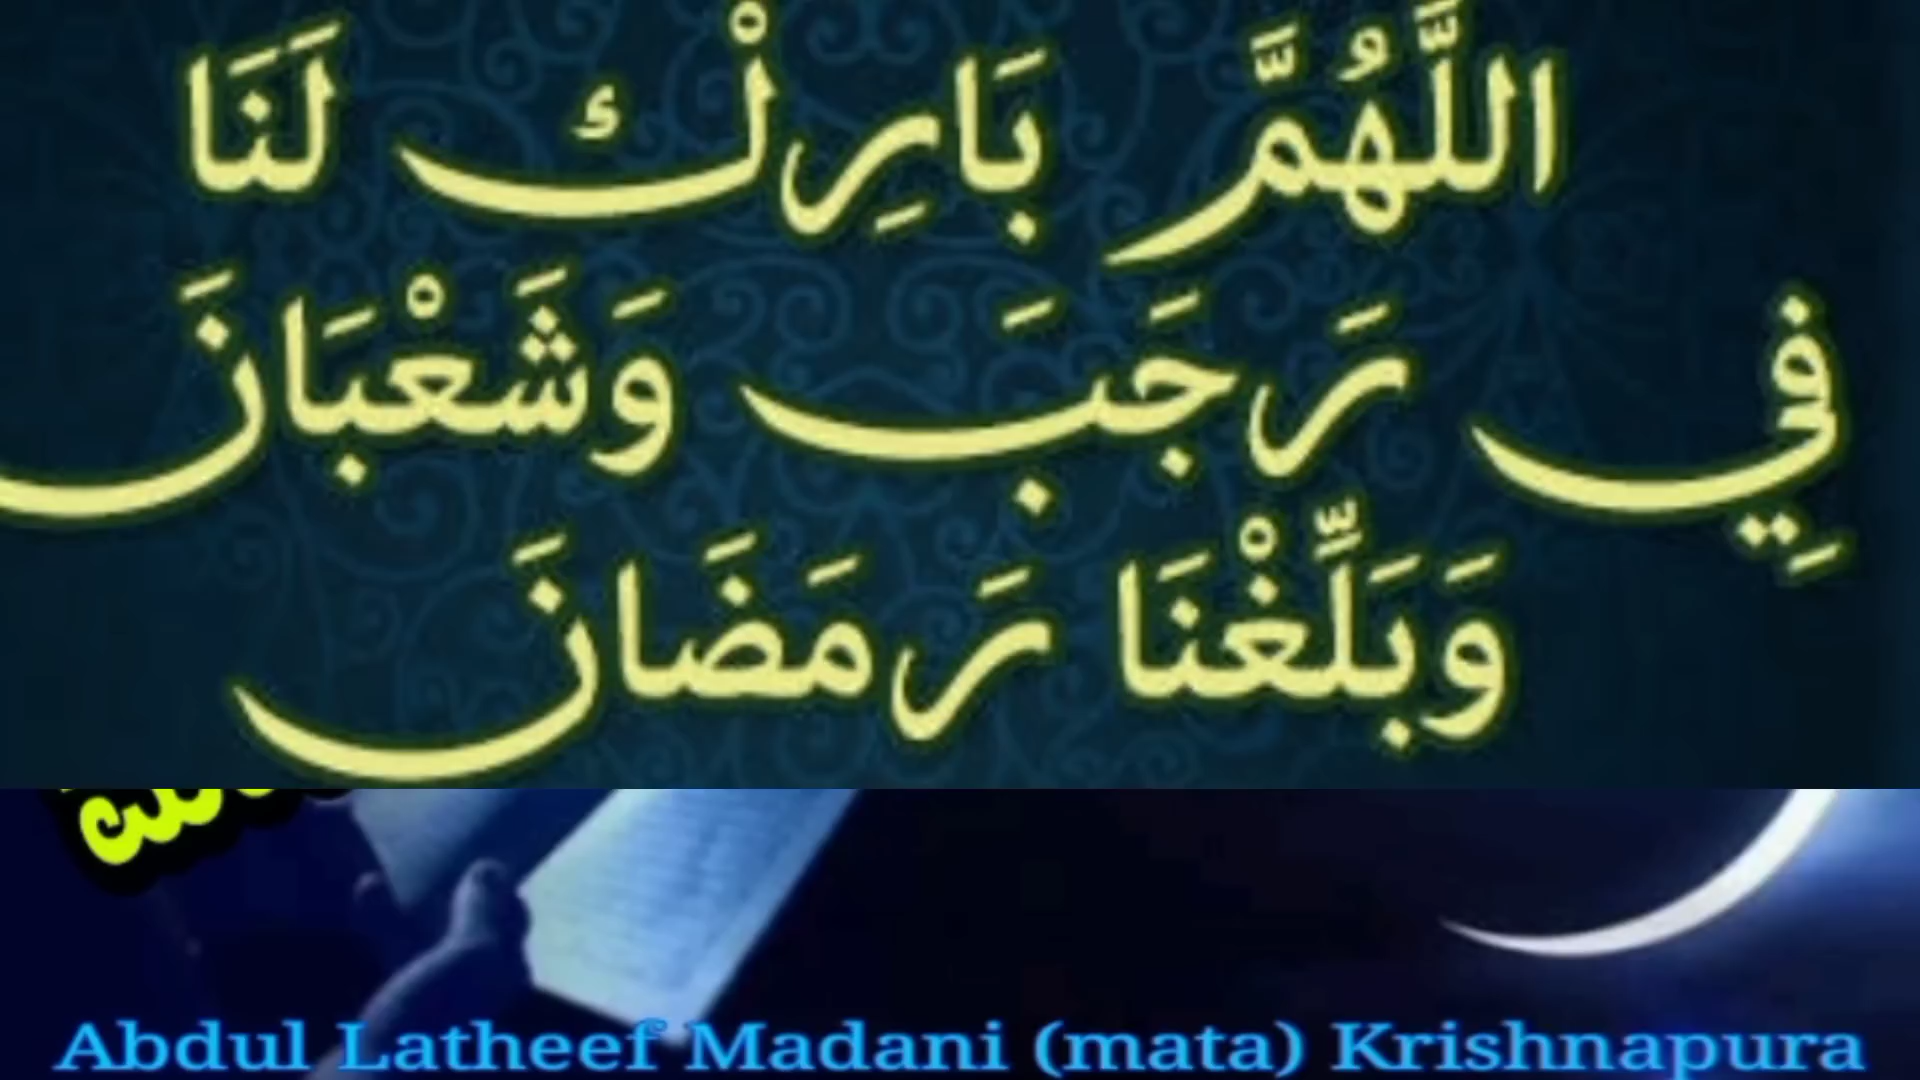 اللَّهُمَّ بَارِكْ لَنَا
فِي رَجَبَ وَشَعْبَانَ
وَبَلِّغْنَا رَمَضَانَ
Abdul Latheef Madani (mata) Krishnapura